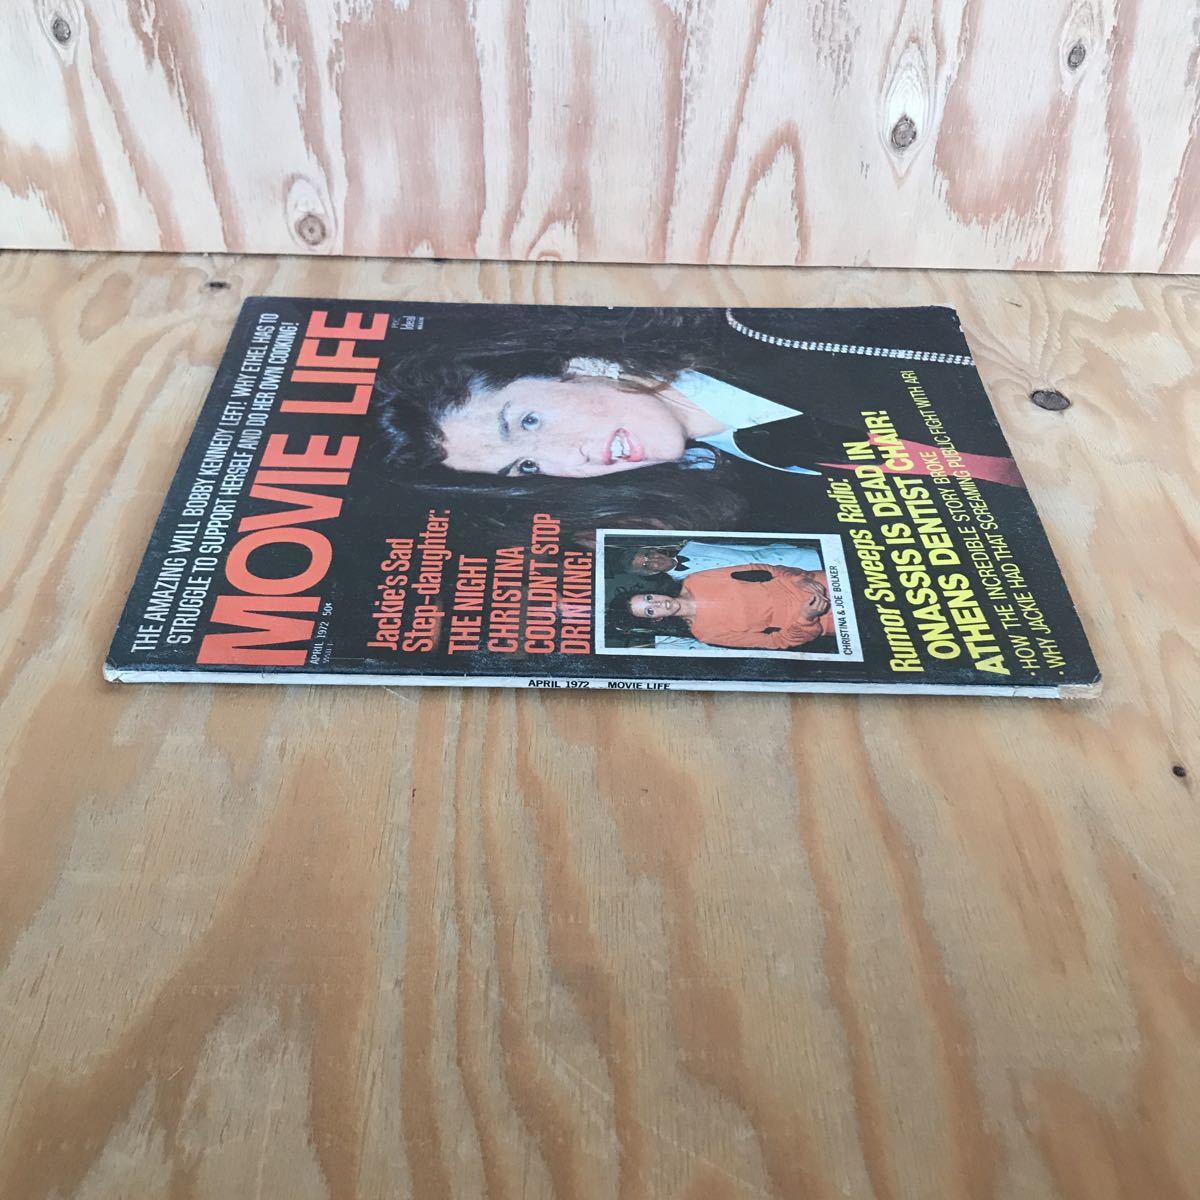 THE AMAZING WILL BOBBY KENNEDY LEFT! WHY ETHEL HAS TO
STRUGGLE TO SUPPORT HERSELF AND DO HER OWN COOKING!
MOVIE LIFE
PDC
Ideal
APRIL 1972 50¢
Jackie's Sad
Step-daughter:
THE NIGHT
CHRISTINA
COULDN'T STOP
DRINKING!
CHRISTINA & JOE BOLKER
Rumor Sweeps Radio:
ONASSIS IS DEAD IN
ATHENS DENTIST CHAIR!
·HOW THE INCREDIBLE STORY BROKE
·WHY JACKIE HAD THAT SCREAMING PUBLIC FIGHT WITH ARI
APRIL 1972 MOVIE LIFE